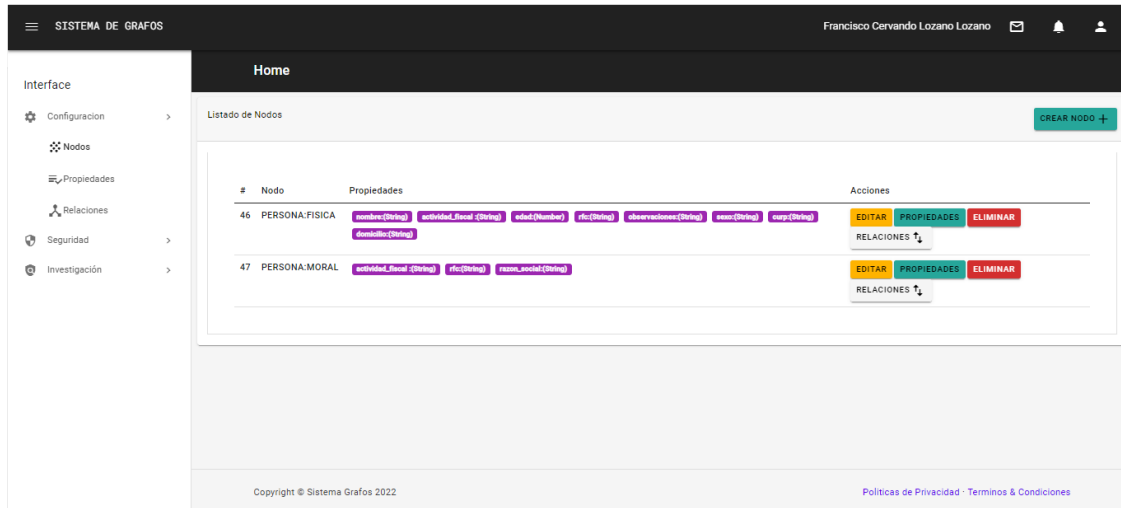 SISTEMA DE GRAFOS
Francisco Cervando Lozano Lozano
Interface
Configuracion
Nodos
Propiedades
Relaciones
Seguridad
Investigación
Home
Listado de Nodos
CREAR NODO +
# Nodo Propiedades Acciones
46 PERSONA:FISICA nombre:(String) actividad_fiscal :(String) edad:(Number) rfc:(String) observaciones:(String) sexo:(String) curp:(String) EDITAR PROPIEDADES ELIMINAR
domicilio:(String) RELACIONES
47 PERSONA:MORAL actividad_fiscal :(String) rfc:(String) razon_social:(String) EDITAR PROPIEDADES ELIMINAR
RELACIONES
Copyright © Sistema Grafos 2022
Politicas de Privacidad · Terminos & Condiciones